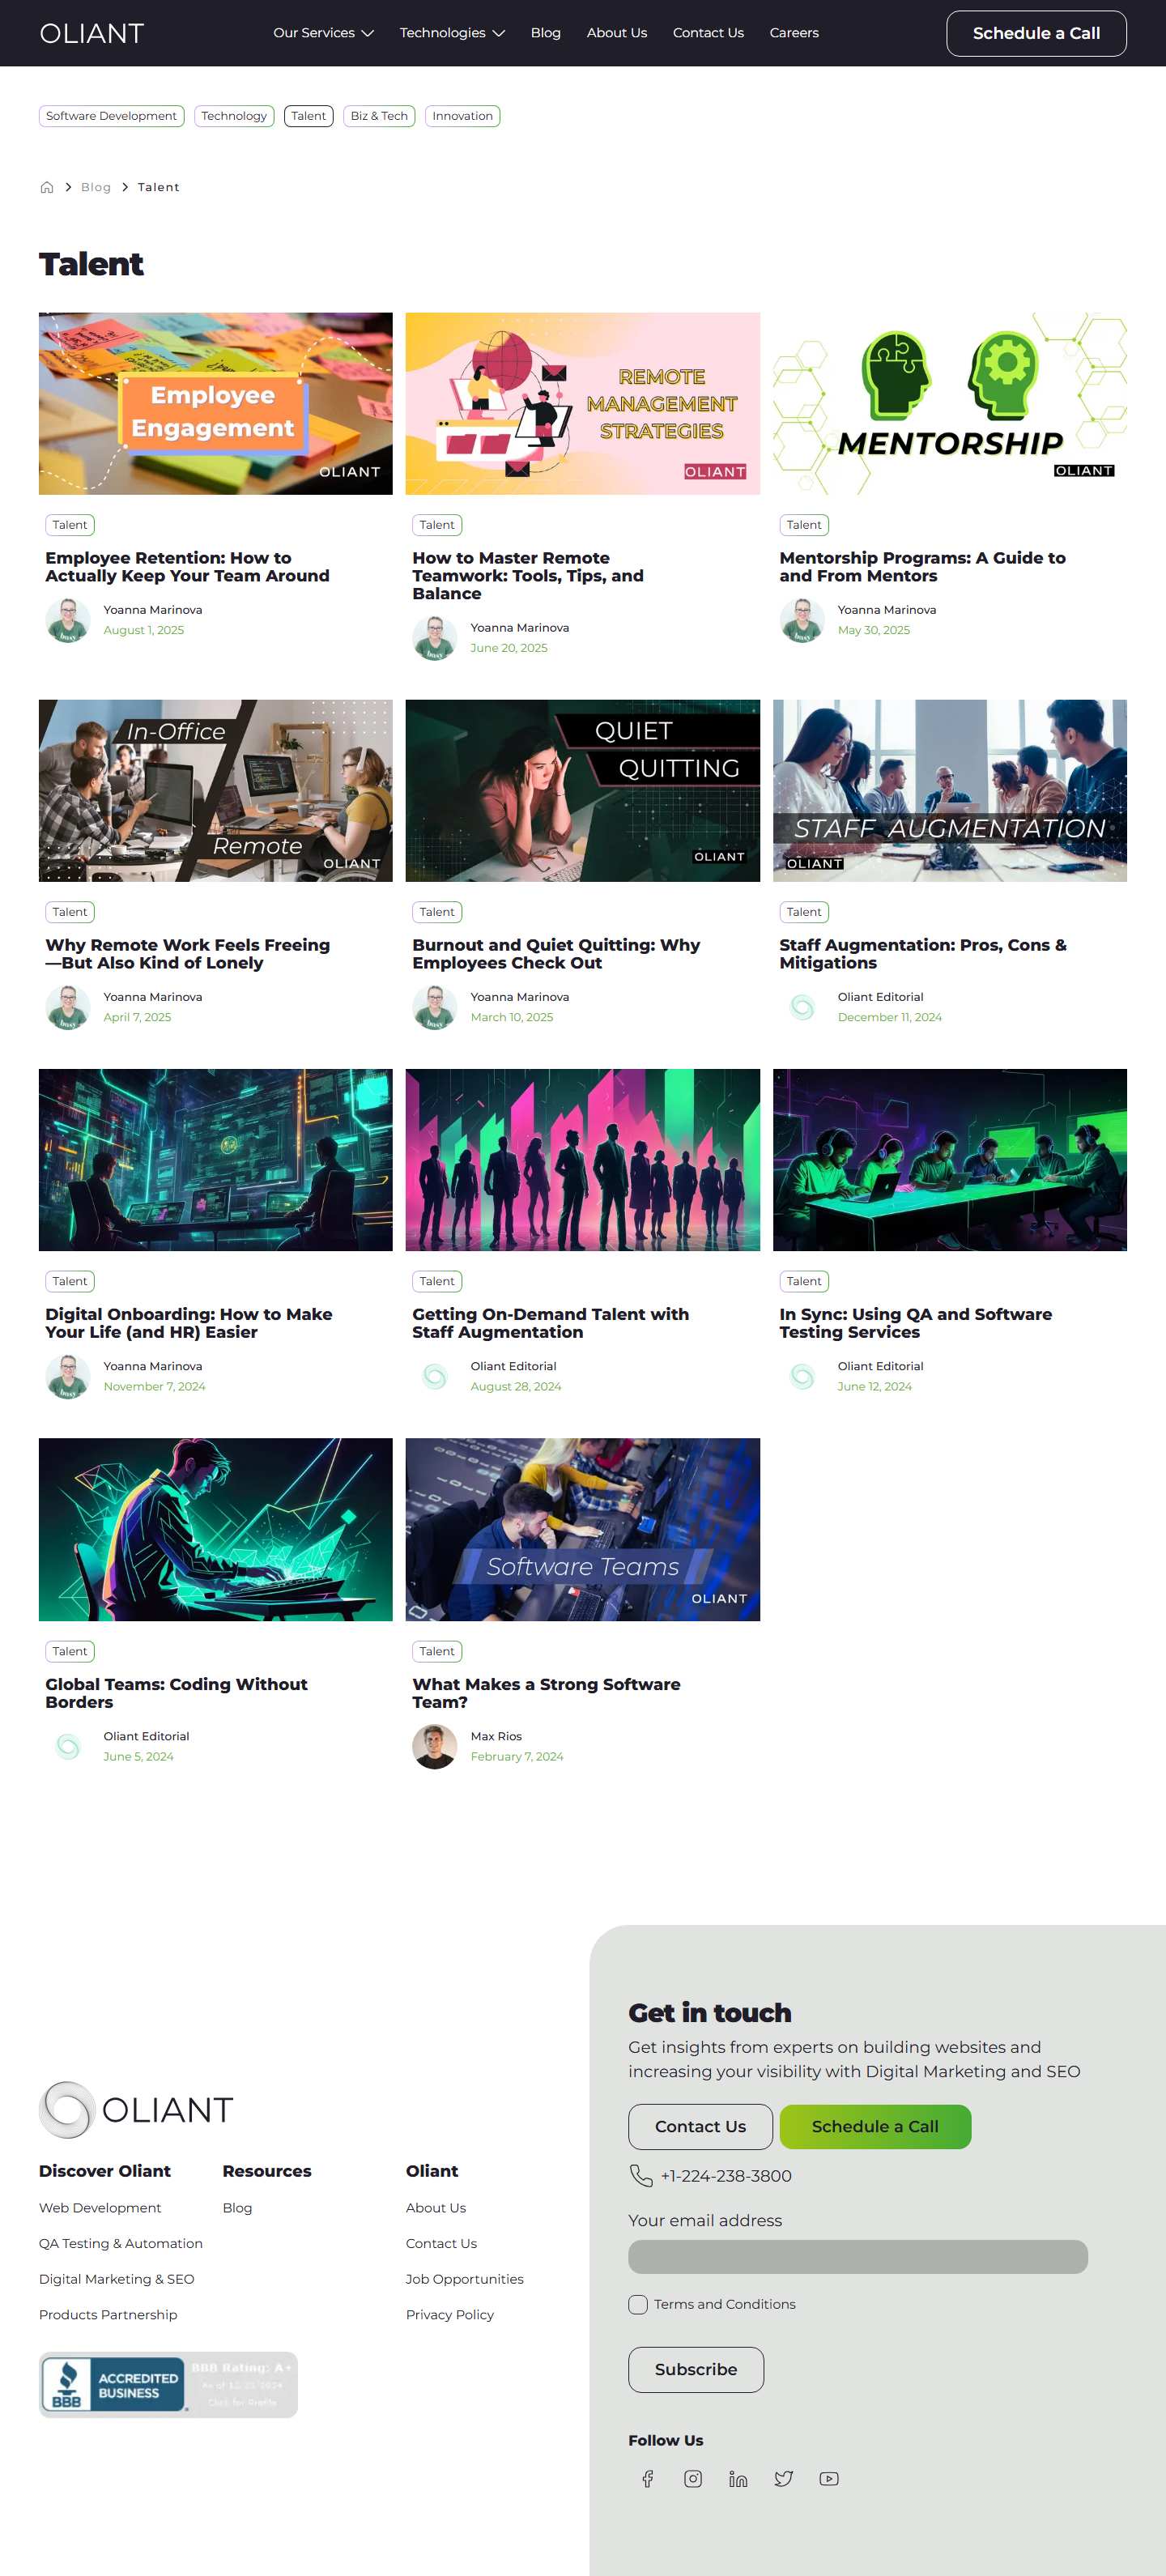 OLIANT
Our Services
Technologies
Blog
About Us
Contact Us
Careers
Schedule a Call
Software Development
Technology
Talent
Biz & Tech
Innovation
Blog
Talent
Talent
Employee
Engagement
OLIANT
REMOTE
MANAGEMENT
STRATEGIES
OLIANT
MENTORSHIP
OLIANT
Talent
Employee Retention: How to
Actually Keep Your Team Around
Yoanna Marinova
August 1, 2025
Talent
How to Master Remote
Teamwork: Tools, Tips, and
Balance
Yoanna Marinova
June 20, 2025
Talent
Mentorship Programs: A Guide to
and From Mentors
Yoanna Marinova
May 30, 2025
In-Office
Remote
OLIANT
QUIET
QUITTING
OLIANT
STAFF AUGMENTATION
OLIANT
Talent
Why Remote Work Feels Freeing
—But Also Kind of Lonely
Yoanna Marinova
April 7, 2025
Talent
Burnout and Quiet Quitting: Why
Employees Check Out
Yoanna Marinova
March 10, 2025
Talent
Staff Augmentation: Pros, Cons &
Mitigations
Oliant Editorial
December 11, 2024
Talent
Digital Onboarding: How to Make
Your Life (and HR) Easier
Yoanna Marinova
November 7, 2024
Talent
Getting On-Demand Talent with
Staff Augmentation
Oliant Editorial
August 28, 2024
Talent
In Sync: Using QA and Software
Testing Services
Oliant Editorial
June 12, 2024
Software Teams
OLIANT
Talent
Global Teams: Coding Without
Borders
Oliant Editorial
June 5, 2024
Talent
What Makes a Strong Software
Team?
Max Rios
February 7, 2024
OLIANT
Discover Oliant
Web Development
QA Testing & Automation
Digital Marketing & SEO
Products Partnership
Resources
Blog
Oliant
About Us
Contact Us
Job Opportunities
Privacy Policy
BBB
ACCREDITED
BUSINESS
BBB Rating: A+
Get in touch
Get insights from experts on building websites and
increasing your visibility with Digital Marketing and SEO
Contact Us
Schedule a Call
+1-224-238-3800
Your email address
Terms and Conditions
Subscribe
Follow Us